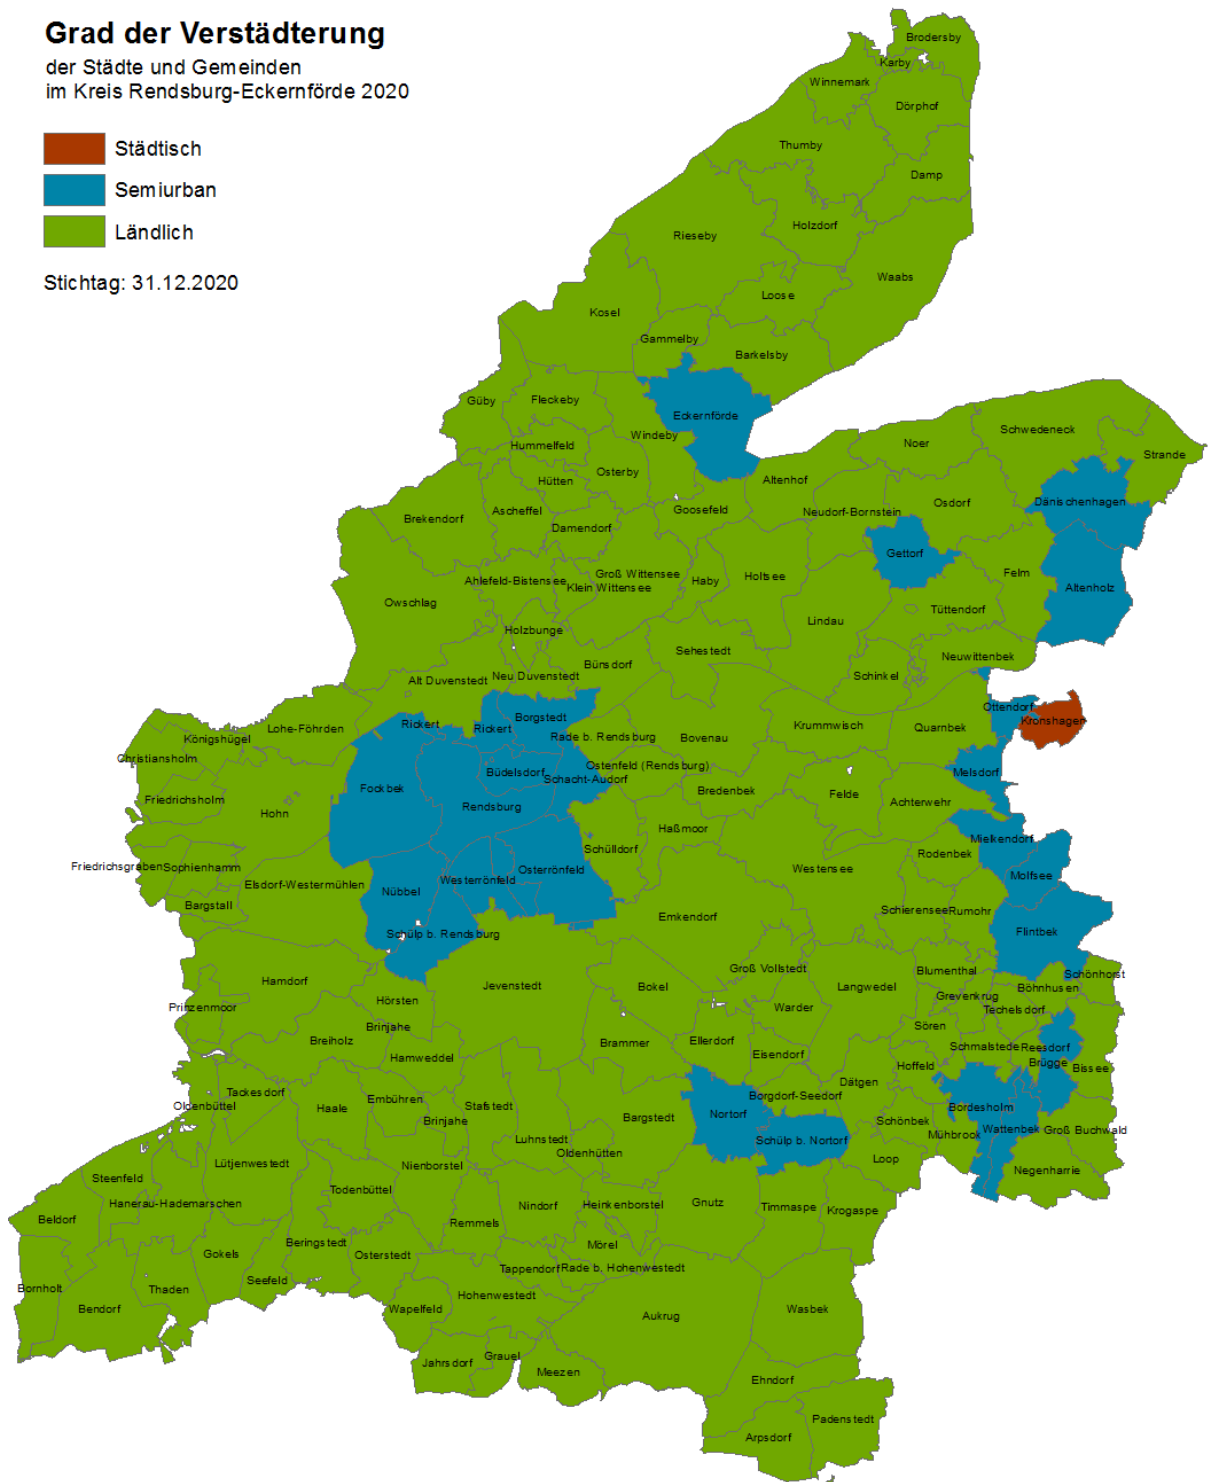 Grad der Verstädterung
der Städte und Gemeinden
im Kreis Rendsburg-Eckernförde 2020
Städtisch
Semiurban
Ländlich
Stichtag: 31.12.2020
Brodersby
Karby
Winnemark
Dörphof
Thumby
Damp
Holzdorf
Rieseby
Waabs
Loose
Kosel
Gammelby
Barkelsby
Güby
Fleckeby
Eckernförde
Windeby
Hummelfeld
Noer
Schwedeneck
Strande
Osterby
Hütten
Altenhof
Goosefeld
Ascheffel
Brekendorf
Damendorf
Neudorf-Bornstein
Osdorf
Dänischenhagen
Gettorf
Felm
Altenholz
Ahlefeld-Bistensee
Groß Wittensee
Klein Wittensee
Haby
Holtsee
Owschlag
Tüttendorf
Lindau
Holzbunge
Sehestedt
Neuwittenbek
Bünsdorf
Schinkel
Alt Duvenstedt
Neu Duvenstedt
Ottendorf
Kronshagen
Rickert
Rickert
Borgstedt
Krummwisch
Quarnbek
Lohe-Föhrden
Königshügel
Rade b. Rendsburg
Bovenau
Christiansholm
Ostenfeld (Rendsburg)
Büdelsdorf
Schacht-Audorf
Melsdorf
Fockbek
Bredenbek
Felde
Achterwehr
Friedrichsholm
Hohn
Rendsburg
Haßmoor
Mielkendorf
Schülldorf
Rodenbek
Friedrichsgraben
Sophienhamm
Osterrönfeld
Westensee
Molfsee
Westerrönfeld
Elsdorf-Westermühlen
Nübbel
Bargstall
Schierensee
Rumohr
Emkendorf
Flintbek
Schülp b. Rendsburg
Groß Vollstedt
Blumenthal
Schönhorst
Hamdorf
Jevenstedt
Bokel
Langwedel
Böhnhusen
Grevenkrug
Hörsten
Prinzenmoor
Warder
Techelsdorf
Brinjahe
Sören
Breiholz
Brammer
Ellerdorf
Schmalstede
Reesdorf
Hamweddel
Eisendorf
Hoffeld
Brügge
Bissee
Dätgen
Tackesdorf
Borgdorf-Seedorf
Embühren
Oldenbüttel
Haale
Stafstedt
Bordesholm
Nortorf
Bargstedt
Brinjahe
Schönbek
Wattenbek
Groß Buchwald
Mühbrook
Luhnstedt
Schülp b. Nortorf
Oldenhütten
Loop
Lütjenwestedt
Nienborstel
Negenharrie
Steenfeld
Todenbüttel
Hanerau-Hademarschen
Nindorf
Heinkenborstel
Gnutz
Timmaspe
Krogaspe
Beldorf
Remmels
Beringstedt
Mörel
Gokels
Osterstedt
Tappendorf
Rade b. Hohenwestedt
Seefeld
Bornholt
Thaden
Hohenwestedt
Bendorf
Wapelfeld
Wasbek
Aukrug
Grauel
Jahrsdorf
Meezen
Ehndorf
Padenstedt
Arpsdorf